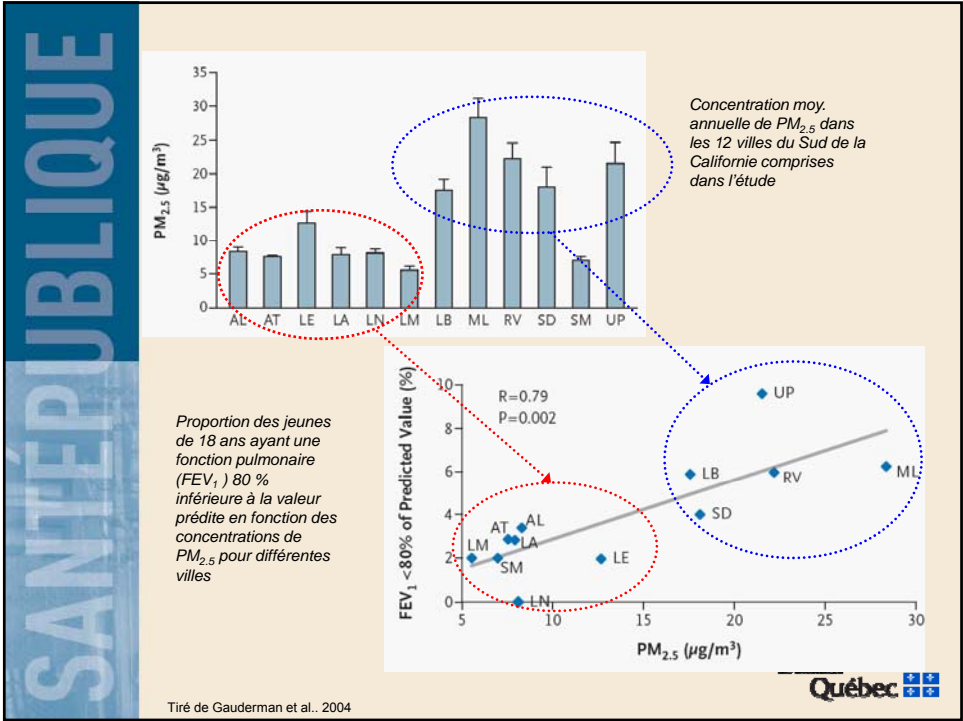 SANTÉPUBLIQUE
PM2.5 (μg/m³)
35
30
25
20
15
10
5
0
AL AT LE LA LN LM LB ML RV SD SM UP
Concentration moy.
annuelle de PM2.5 dans
les 12 villes du Sud de la
Californie comprises
dans l'étude
Proportion des jeunes
de 18 ans ayant une
fonction pulmonaire
(FEV1 ) 80 %
inférieure à la valeur
prédite en fonction des
concentrations de
PM2.5 pour différentes
villes
FEV1 <80% of Predicted Value (%)
10
8
6
4
2
0
R=0.79
P=0.002
UP
LB
RV
ML
SD
AT
AL
LA
LM
SM
LE
LN
5 10 15 20 25 30
PM2.5 (μg/m³)
Québec
Tiré de Gauderman et al.. 2004